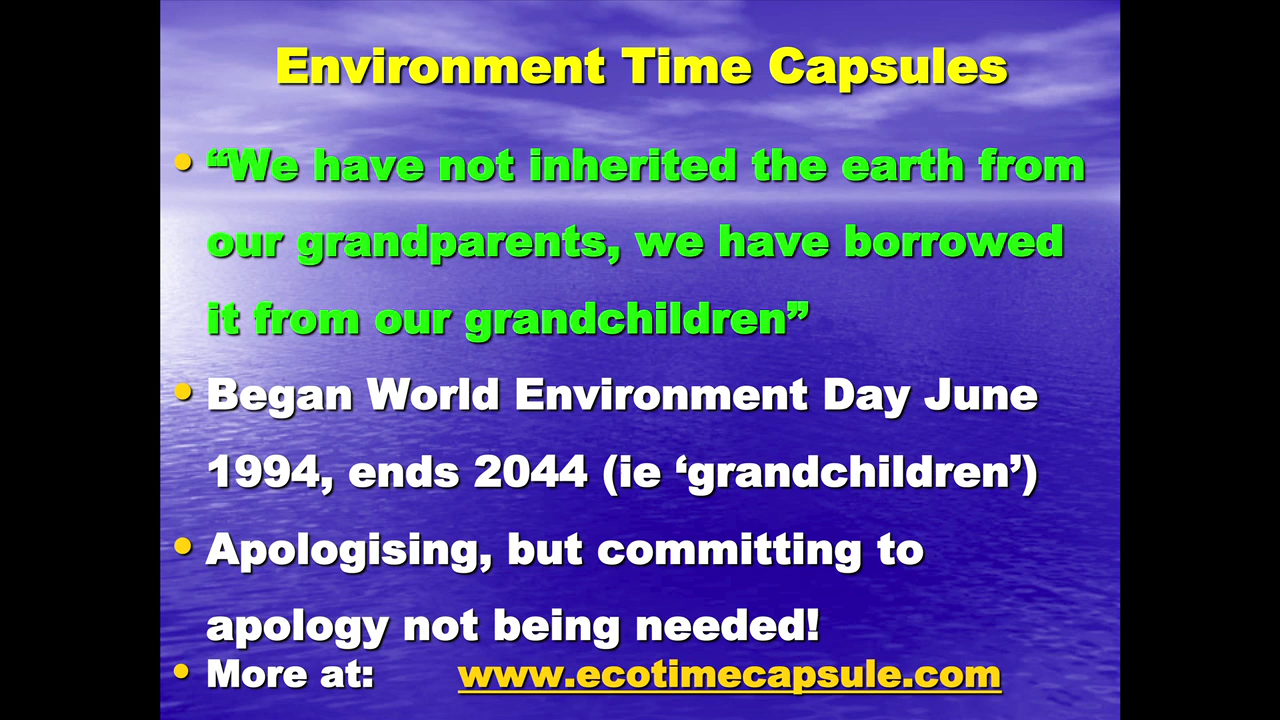 Environment Time Capsules
• “We have not inherited the earth from
our grandparents, we have borrowed
it from our grandchildren”
• Began World Environment Day June
1994, ends 2044 (ie ‘grandchildren’)
• Apologising, but committing to
apology not being needed!
• More at: www.ecotimecapsule.com